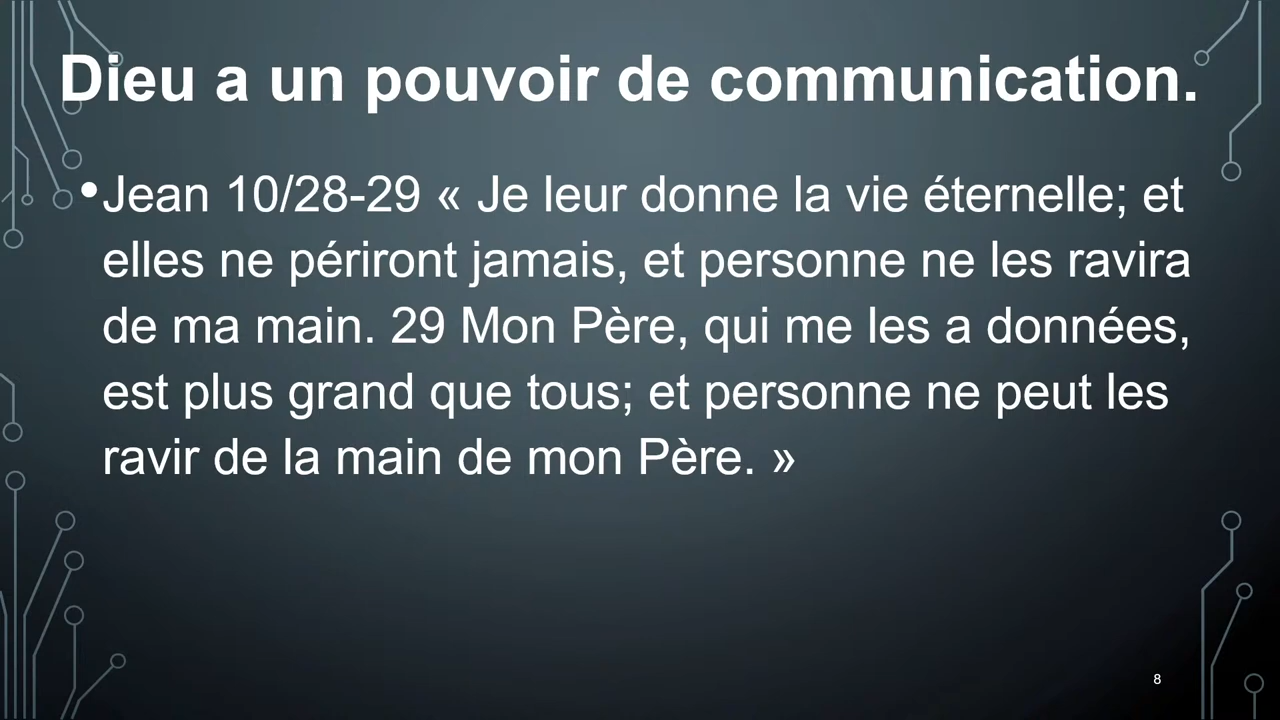 Dieu a un pouvoir de communication.
•Jean 10/28-29 « Je leur donne la vie éternelle; et
elles ne périront jamais, et personne ne les ravira
de ma main. 29 Mon Père, qui me les a données,
est plus grand que tous; et personne ne peut les
ravir de la main de mon Père. »
8